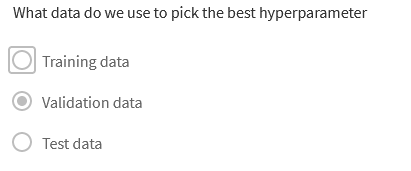 What data do we use to pick the best hyperparameter
Training data
Validation data
Test data